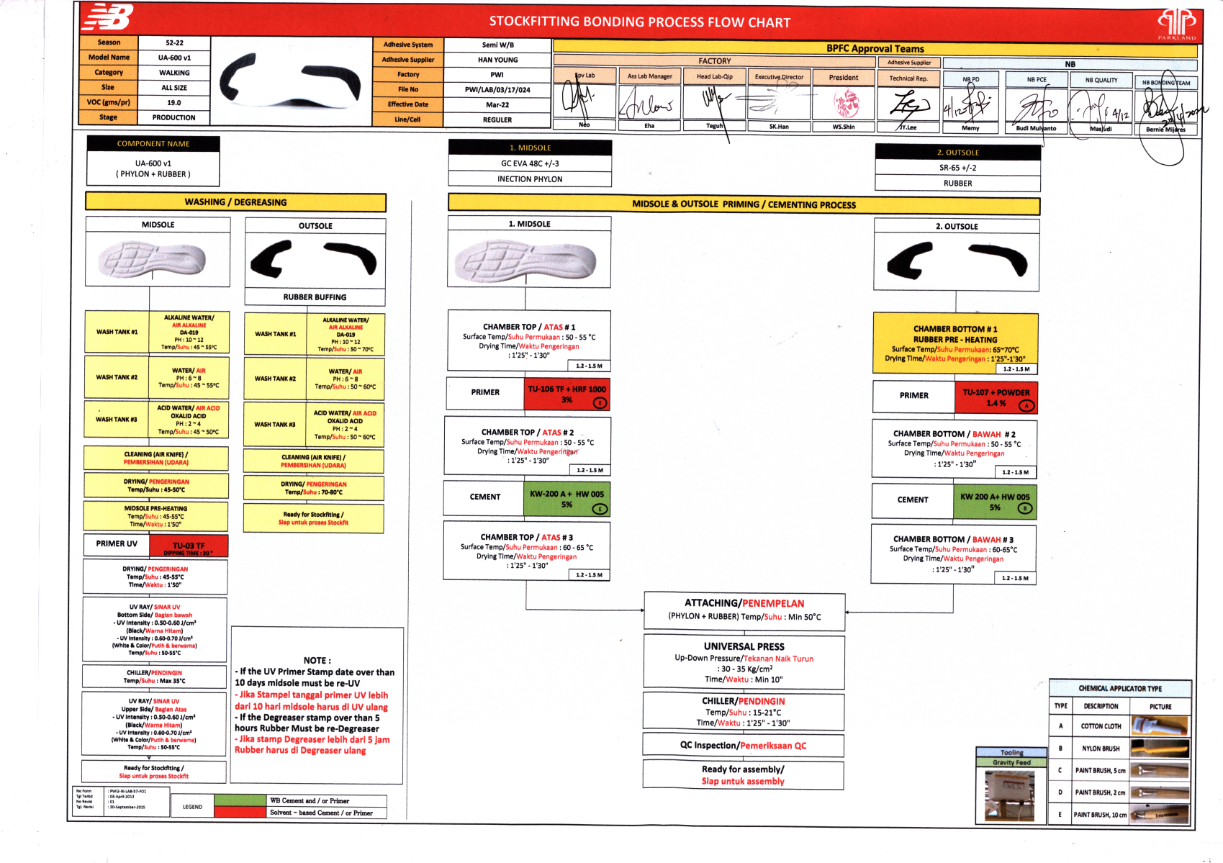 NB
STOCKFITTING BONDING PROCESS FLOW CHART
PARKLAND
Season S2-22
Model Name UA-600 v1
Category WALKING
Size ALL SIZE
VOC (gms/pr) 19.0
Stage PRODUCTION
Adhesive System Semi W/B
Adhesive Supplier HAN YOUNG
Factory PWI
File No PWI/LAB/03/17/024
Effective Date Mar-22
Line/Cell REGULER
BPFC Approval Teams
FACTORY
Adhesive Supplier
NB
Spv Lab
Ass Lab Manager
Head Lab-Qip
Executive Director
President
Technical Rep.
NB PD
NB PCE
NB QUALITY
NB BONDING TEAM
4/12
4/12
Neo
Eha
Teguh
SK.Han
WS.Shin
JY.Lee
Memy
Budi Mulyanto
Masjudi
Bernie Mijares
COMPONENT NAME
UA-600 v1
( PHYLON + RUBBER )
1. MIDSOLE
GC EVA 48C +/-3
INECTION PHYLON
2. OUTSOLE
SR-65 +/-2
RUBBER
WASHING / DEGREASING
MIDSOLE
OUTSOLE
RUBBER BUFFING
WASH TANK #1
ALKALINE WATER/
AIR ALKALINE
DA-019
PH : 10 ~ 12
Temp/Suhu : 45 ~ 55°C
WASH TANK #2
WATER/ AIR
PH : 6 ~ 8
Temp/Suhu : 45 ~ 55°C
WASH TANK #3
ACID WATER/ AIR ACID
OXALID ACID
PH : 2 ~ 4
Temp/Suhu : 45 ~ 50°C
CLEANING (AIR KNIFE) /
PEMBERSIHAN (UDARA)
DRYING/ PENGERINGAN
Temp/Suhu : 45-50°C
MIDSOLE PRE-HEATING
Temp/Suhu : 45-55°C
Time/Waktu : 1'50"
PRIMER UV
TU-03 TF
DIPPING TIME : 30 "
DRYING/ PENGERINGAN
Temp/Suhu : 45-55°C
Time/Waktu : 1'50"
UV RAY/ SINAR UV
Bottom Side/ Bagian bawah
- UV Intensity : 0.50-0.60 J/cm²
(Black/Warna Hitam)
- UV Intensity : 0.60-0.70 J/cm²
(White & Color/Putih & berwarna)
Temp/Suhu : 50-55°C
CHILLER/PENDINGIN
Temp/Suhu : Max 35°C
UV RAY/ SINAR UV
Upper Side/ Bagian Atas
- UV Intensity : 0.50-0.60 J/cm²
(Black/Warna Hitam)
- UV Intensity : 0.60-0.70 J/cm²
(White & Color/Putih & berwarna)
Temp/Suhu : 50-55°C
Ready for Stockfiting /
Siap untuk proses Stockfit
WASH TANK #1
ALKALINE WATER/
AIR ALKALINE
DA-019
PH : 10 ~ 12
Temp/Suhu : 50 ~ 70°C
WASH TANK #2
WATER/ AIR
PH : 6 ~ 8
Temp/Suhu : 50 ~ 60°C
WASH TANK #3
ACID WATER/ AIR ACID
OXALID ACID
PH : 2 ~ 4
Temp/Suhu : 50 ~ 60°C
CLEANING (AIR KNIFE) /
PEMBERSIHAN (UDARA)
DRYING/ PENGERINGAN
Temp/Suhu : 70-80°C
Ready for Stockfiting /
Siap untuk proses Stockfit
NOTE :
- If the UV Primer Stamp date over than
10 days midsole must be re-UV
- Jika Stampel tanggal primer UV lebih
dari 10 hari midsole harus di UV ulang
- If the Degreaser stamp over than 5
hours Rubber Must be re-Degreaser
- Jika stamp Degreaser lebih dari 5 jam
Rubber harus di Degreaser ulang
MIDSOLE & OUTSOLE PRIMING / CEMENTING PROCESS
1. MIDSOLE
CHAMBER TOP / ATAS # 1
Surface Temp/Suhu Permukaan : 50 - 55 °C
Drying Time/Waktu Pengeringan
: 1'25" - 1'30"
1.2 - 1.5 M
PRIMER
TU-106 TF + HRF 1000
3%
E
CHAMBER TOP / ATAS # 2
Surface Temp/Suhu Permukaan : 50 - 55 °C
Drying Time/Waktu Pengeringan
: 1'25" - 1'30"
1.2 - 1.5 M
CEMENT
KW-200 A + HW 005
5%
E
CHAMBER TOP / ATAS # 3
Surface Temp/Suhu Permukaan : 60 - 65 °C
Drying Time/Waktu Pengeringan
: 1'25" - 1'30"
1.2 - 1.5 M
2. OUTSOLE
CHAMBER BOTTOM # 1
RUBBER PRE - HEATING
Surface Temp/Suhu Permukaan: 65~70°C
Drying Time/Waktu Pengeringan : 1'25"-1'30"
1.2 - 1.5 M
PRIMER
TU-107 + POWDER
1.4 %
A
CHAMBER BOTTOM / BAWAH # 2
Surface Temp/Suhu Permukaan : 50 - 55 °C
Drying Time/Waktu Pengeringan
: 1'25" - 1'30"
1.2 - 1.5 M
CEMENT
KW 200 A+ HW 005
5%
B
CHAMBER BOTTOM / BAWAH # 3
Surface Temp/Suhu Permukaan : 60-65°C
Drying Time/Waktu Pengeringan
: 1'25" - 1'30"
1.2 - 1.5 M
ATTACHING/PENEMPELAN
(PHYLON + RUBBER) Temp/Suhu : Min 50°C
UNIVERSAL PRESS
Up-Down Pressure/Tekanan Naik Turun
: 30 - 35 Kg/cm²
Time/Waktu : Min 10"
CHILLER/PENDINGIN
Temp/Suhu : 15-21°C
Time/Waktu : 1'25" - 1'30"
QC Inspection/Pemeriksaan QC
Ready for assembly/
Siap untuk assembly
Tooling
Gravity Feed
CHEMICAL APPLICATOR TYPE
TYPE DESCRIPTION PICTURE
A COTTON CLOTH
B NYLON BRUSH
C PAINT BRUSH, 5 cm
D PAINT BRUSH, 2 cm
E PAINT BRUSH, 10 cm
No Form
Tgl Terbit
No Revisi : 01
Tgl. Revisi : 30-September-2015
LEGEND
WB Cement and / or Primer
Solvent - based Cement / or Primer